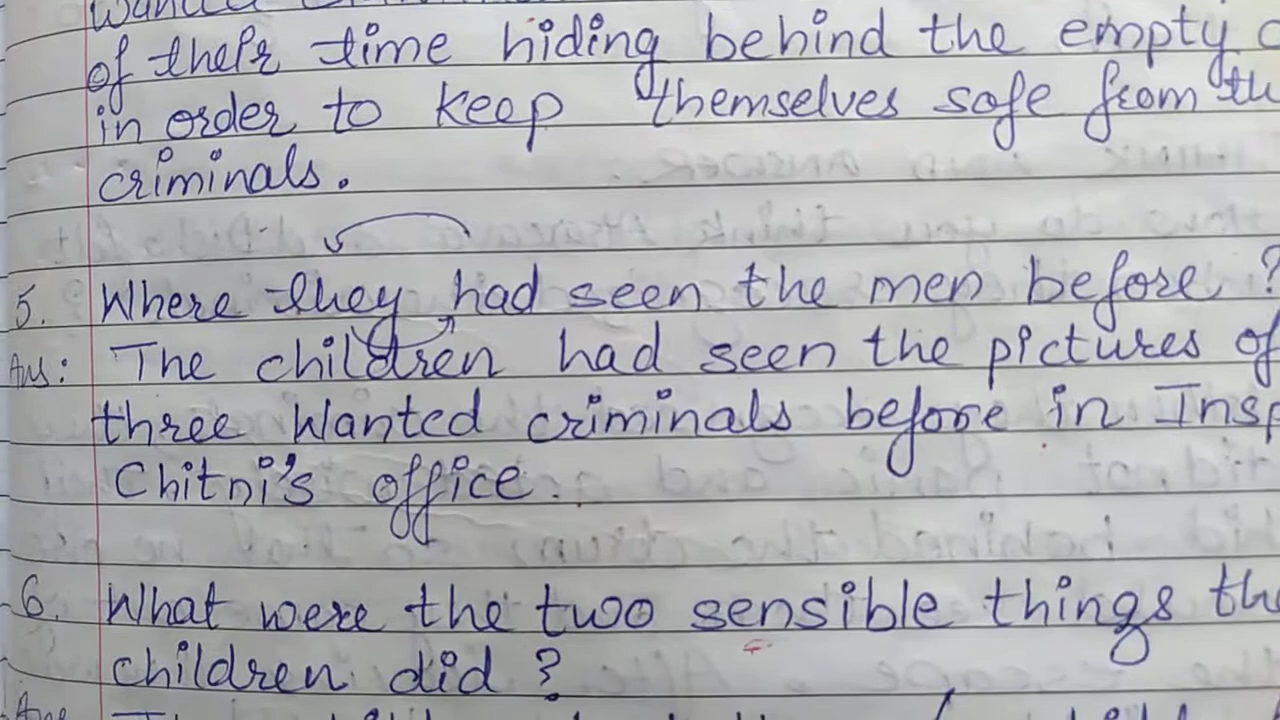 Wanted
of their time hiding behind the empty
in order to keep themselves safe from
criminals.
5. Where they had seen the men before ?
Ans: The children had seen the pictures of
three Wanted criminals before in
Chitni's office.
6. What were the two sensible things
children did ?
Ans